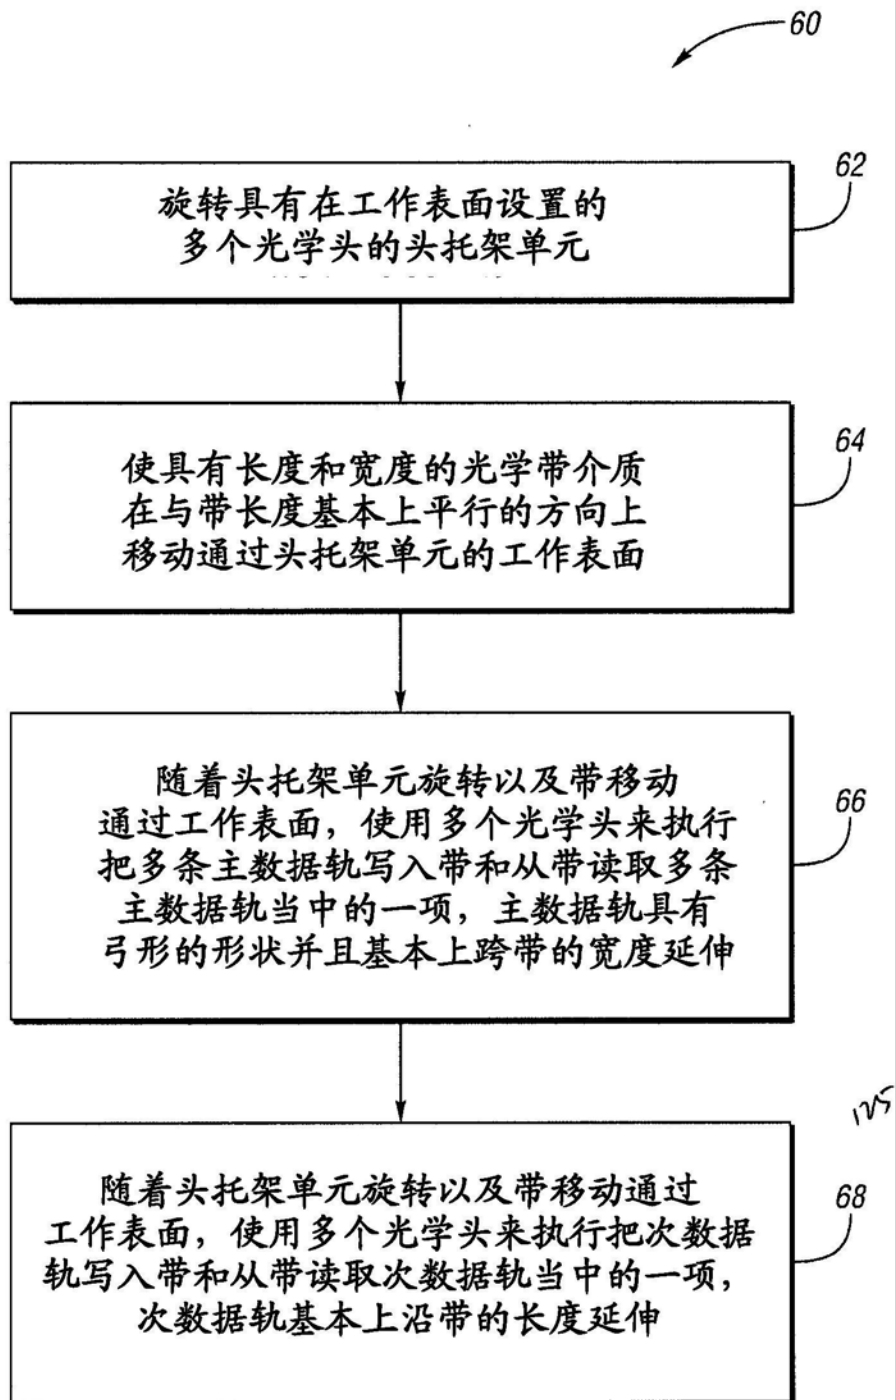 60
62
旋转具有在工作表面设置的
多个光学头的头托架单元
64
使具有长度和宽度的光学带介质
在与带长度基本上平行的方向上
移动通过头托架单元的工作表面
66
随着头托架单元旋转以及带移动
通过工作表面，使用多个光学头来执行
把多条主数据轨写入带和从带读取多条
主数据轨当中的一项，主数据轨具有
弓形的形状并且基本上跨带的宽度延伸
125
68
随着头托架单元旋转以及带移动通过
工作表面，使用多个光学头来执行把次数据
轨写入带和从带读取次数据轨当中的一项，
次数据轨基本上沿带的长度延伸